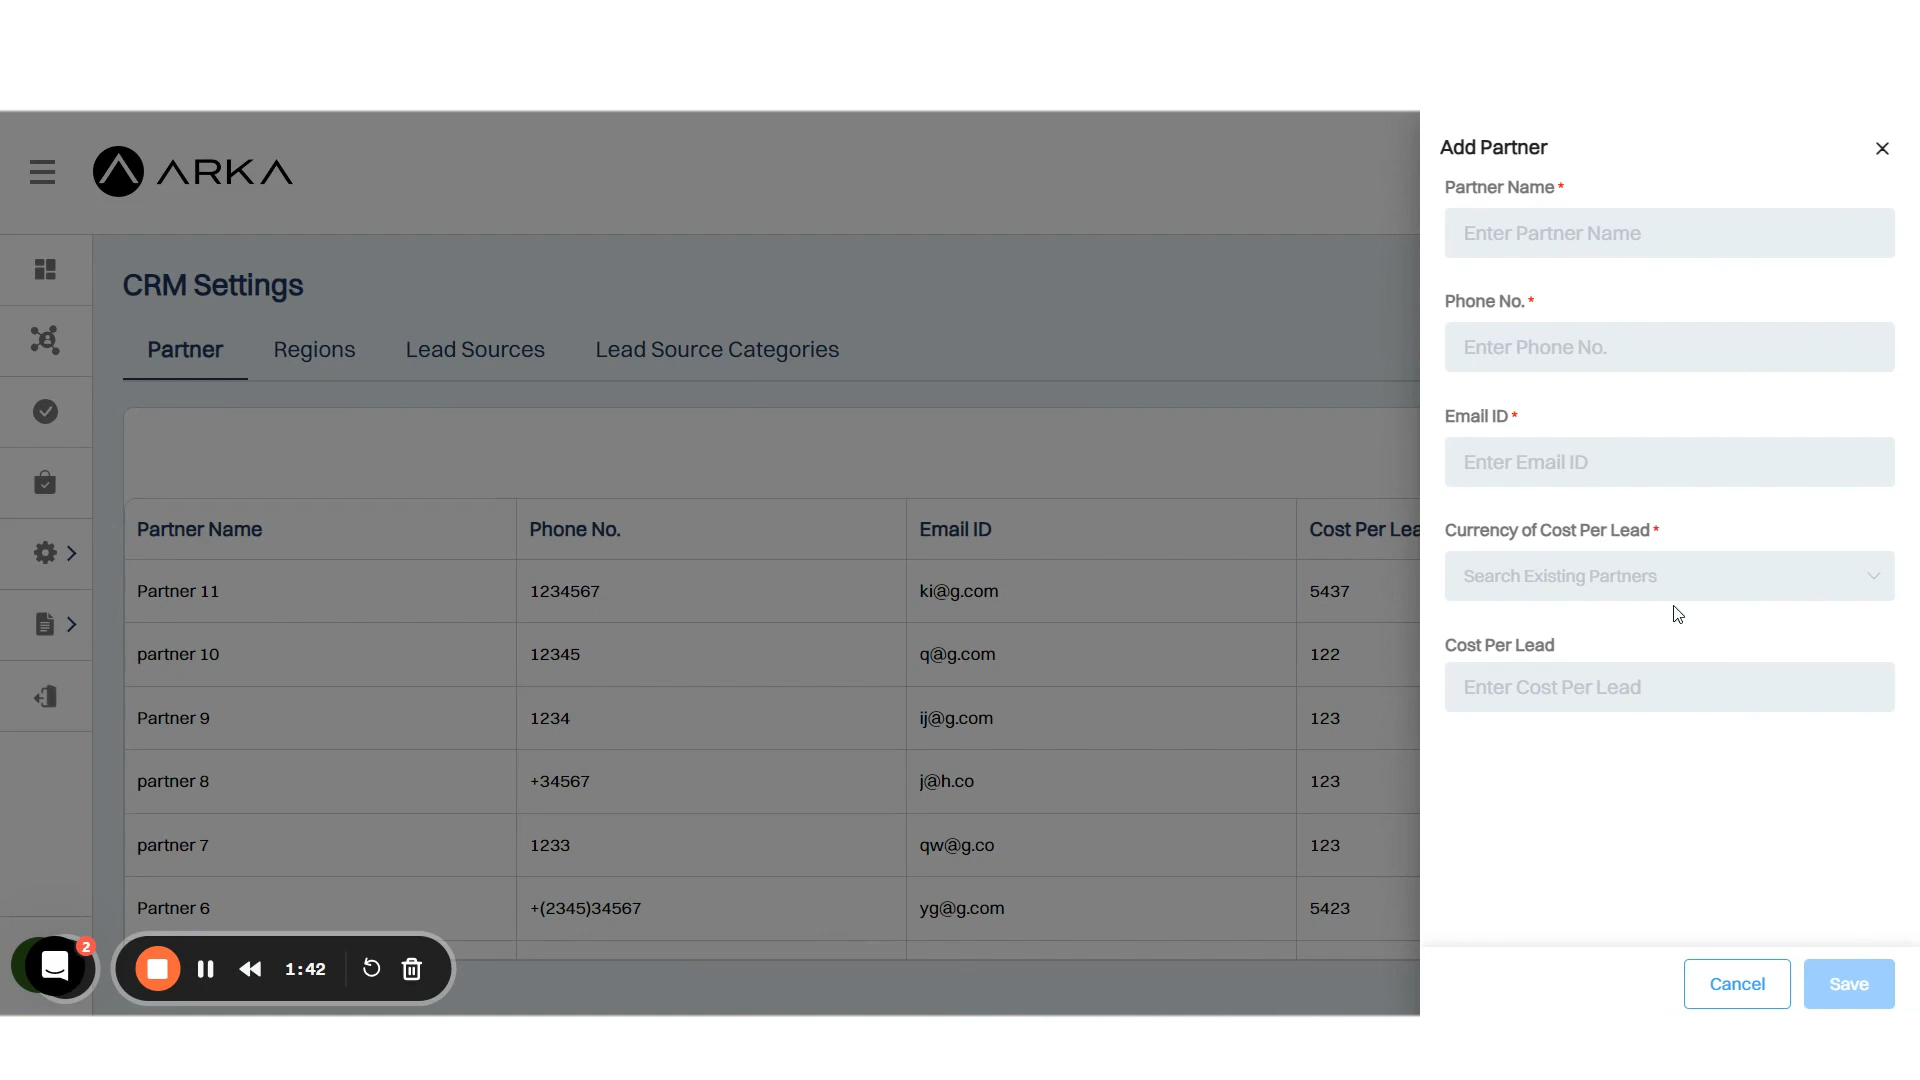 ARKA
CRM Settings
Partner Regions Lead Sources Lead Source Categories
Partner Name Phone No. Email ID Cost Per Lea
Partner 11 1234567 ki@g.com 5437
partner 10 12345 q@g.com 122
Partner 9 1234 ij@g.com 123
partner 8 +34567 j@h.co 123
partner 7 1233 qw@g.co 123
Partner 6 +(2345)34567 yg@g.com 5423
2
1:42
Add Partner
Partner Name *
Enter Partner Name
Phone No. *
Enter Phone No.
Email ID *
Enter Email ID
Currency of Cost Per Lead *
Search Existing Partners
Cost Per Lead
Enter Cost Per Lead
Cancel Save